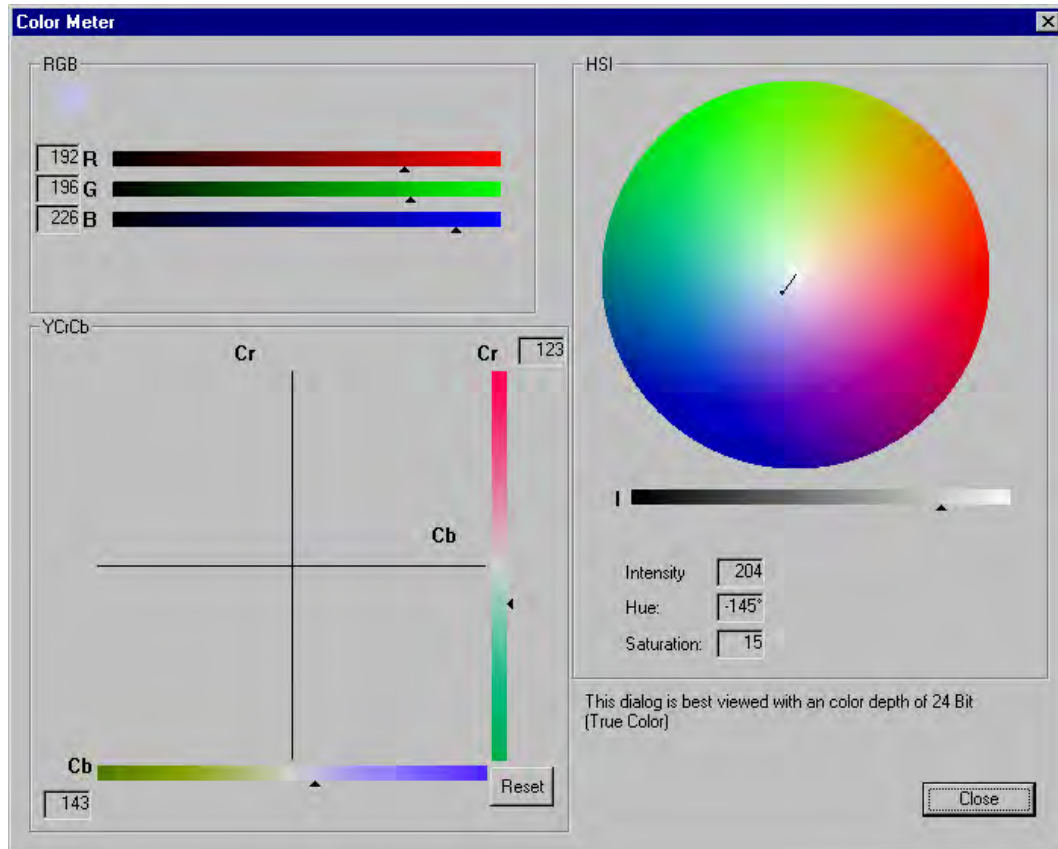 Color Meter
RGB
192 R
196 G
226 B
YCrCb
Cr
Cr 123
Cb
Cb
143
Reset
HSI
I
Intensity 204
Hue: -145°
Saturation: 15
This dialog is best viewed with an color depth of 24 Bit
(True Color)
Close